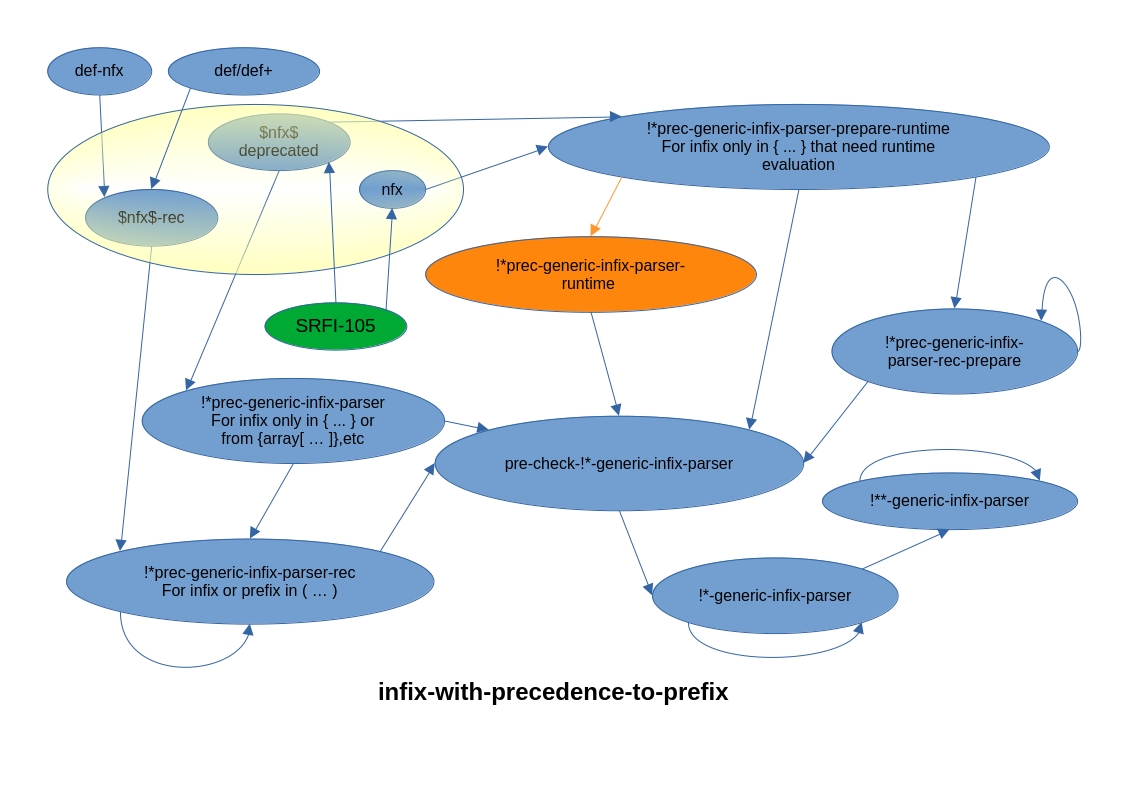 def-nfx
def/def+
$nfx$
deprecated
!*prec-generic-infix-parser-prepare-runtime
For infix only in { ... } that need runtime
evaluation
nfx
$nfx$-rec
!*prec-generic-infix-parser-
runtime
SRFI-105
!*prec-generic-infix-
parser-rec-prepare
!*prec-generic-infix-parser
For infix only in { ... } or
from {array[ … ]},etc
pre-check-!*-generic-infix-parser
!**-generic-infix-parser
!*prec-generic-infix-parser-rec
For infix or prefix in ( … )
!*-generic-infix-parser
infix-with-precedence-to-prefix